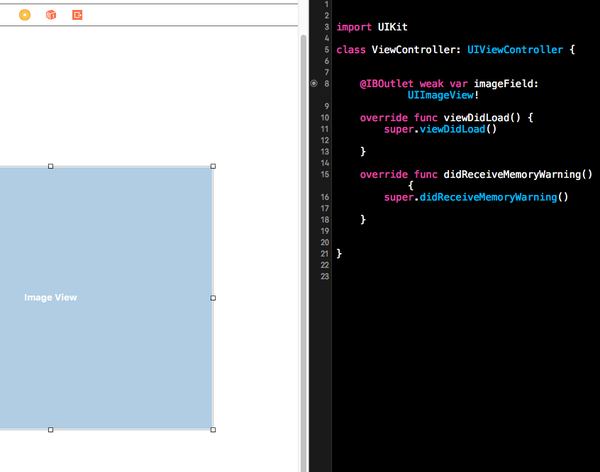 Image View
1
2
3 import UIKit
4
5 class ViewController: UIViewController {
6
7
8 @IBOutlet weak var imageField:
UIImageView!
9
10 override func viewDidLoad() {
11 super.viewDidLoad()
12
13 }
14
15 override func didReceiveMemoryWarning()
{
16 super.didReceiveMemoryWarning()
17
18 }
19
20
21 }
22
23